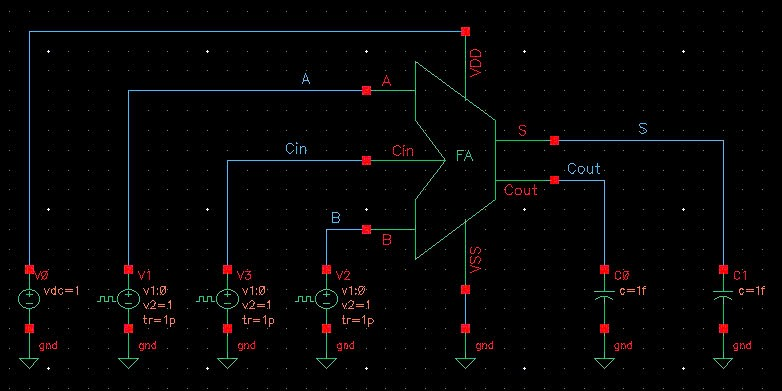 VDD
A
A
S
S
Cin
Cin
FA
Cout
Cout
B
B
VSS
V0
vdc=1
V1
v1:0
v2=1
tr=1p
V3
v1:0
v2=1
tr=1p
V2
v1:0
v2=1
tr=1p
C0
c=1f
C1
c=1f
gnd
gnd
gnd
gnd
gnd
gnd
gnd